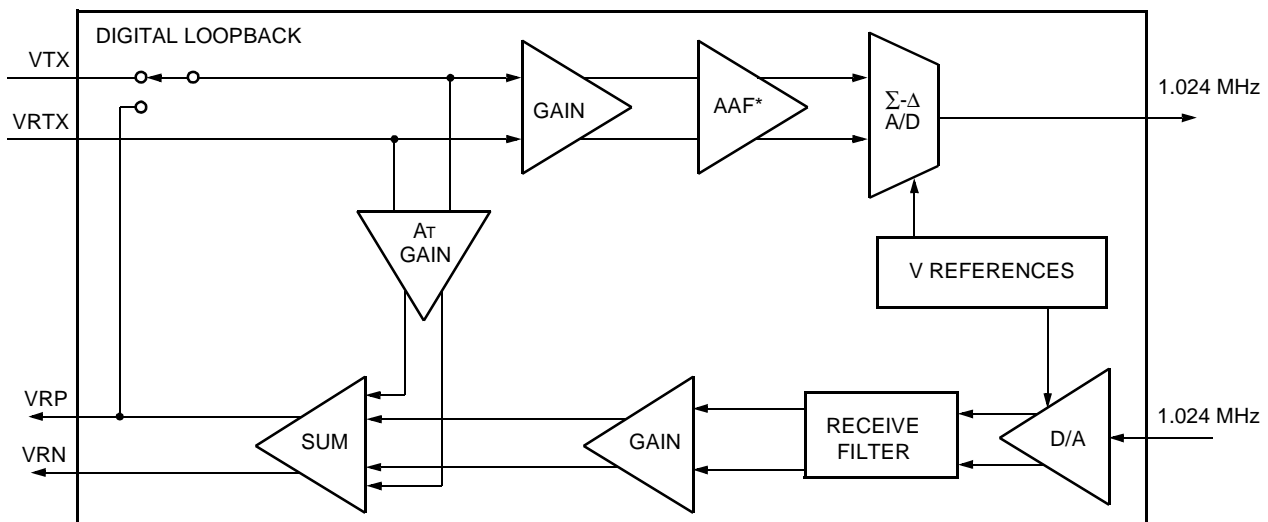 DIGITAL LOOPBACK
VTX
VRTX
GAIN
AAF*
Σ-Δ
A/D
1.024 MHz
AT
GAIN
V REFERENCES
VRP
VRN
SUM
GAIN
RECEIVE
FILTER
D/A
1.024 MHz